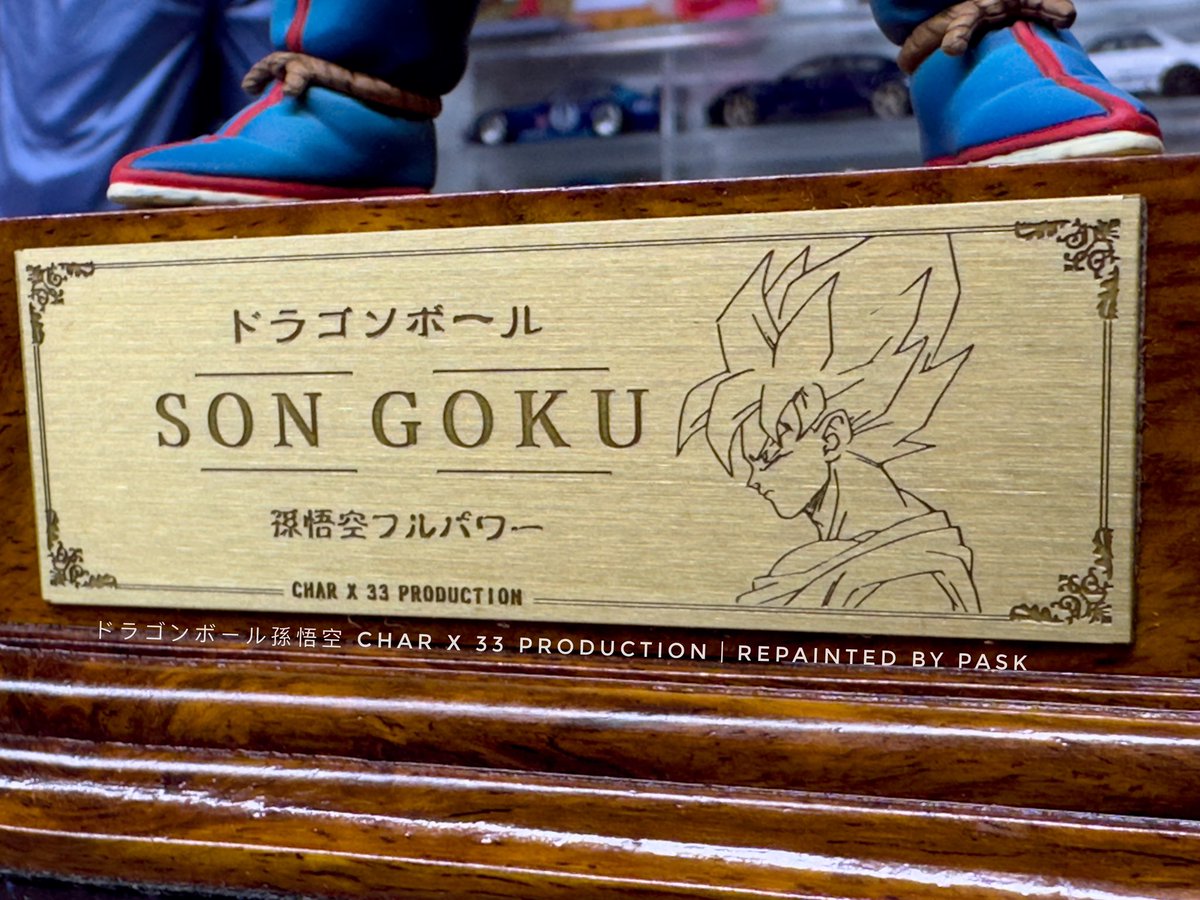 ドラゴンボール
SON GOKU
孫悟空フルパワー
CHAR X 33 PRODUCTION
ドラゴンボール孫悟空 CHAR X 33 PRODUCTION | REPAINTED BY PASK